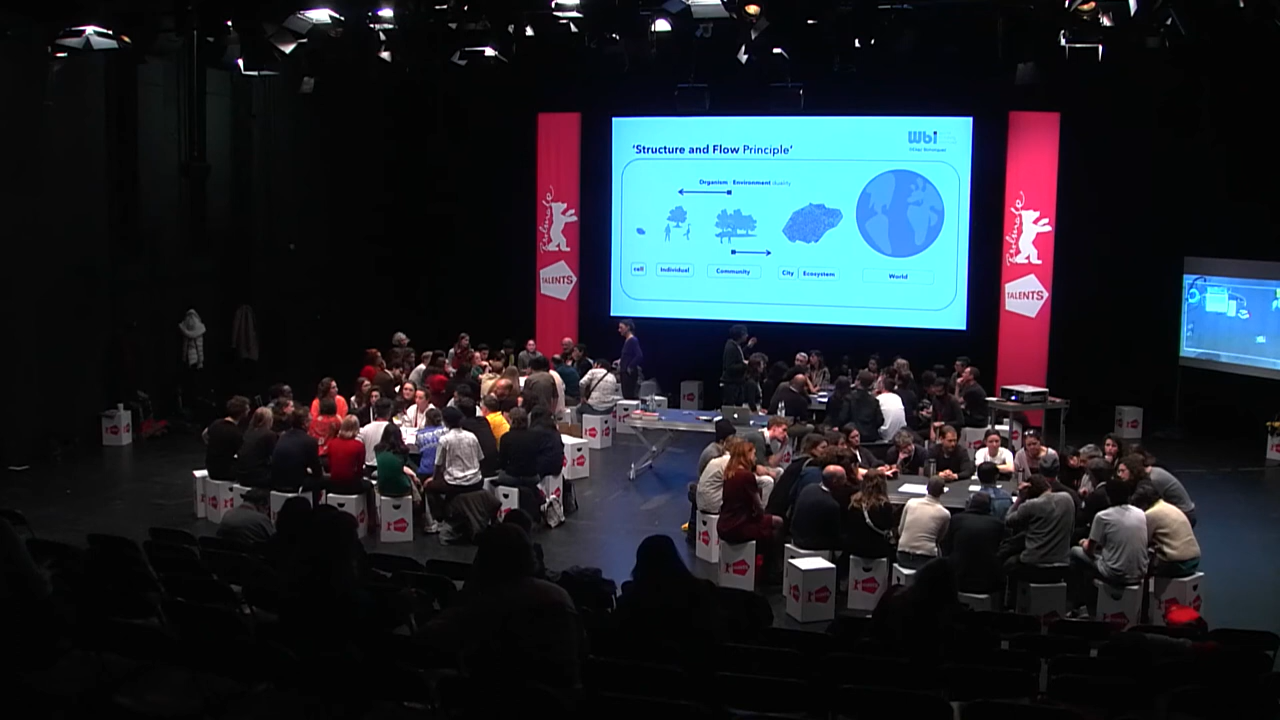 'Structure and Flow Principle'
Wbi
Organism Environment duality
cell
Individual
Community
City
Ecosystem
World
Berlinale
TALENTS
Berlinale
TALENTS